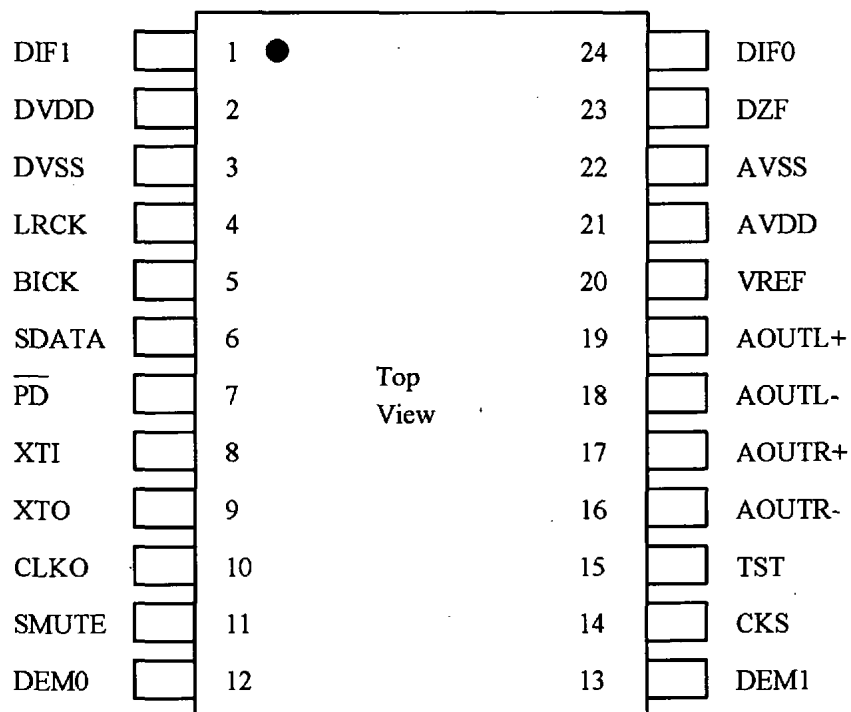 DIF1 1 24 DIF0
DVDD 2 23 DZF
DVSS 3 22 AVSS
LRCK 4 21 AVDD
BICK 5 20 VREF
SDATA 6 19 AOUTL+
PD 7 Top View 18 AOUTL-
XTI 8 17 AOUTR+
XTO 9 16 AOUTR-
CLKO 10 15 TST
SMUTE 11 14 CKS
DEM0 12 13 DEM1